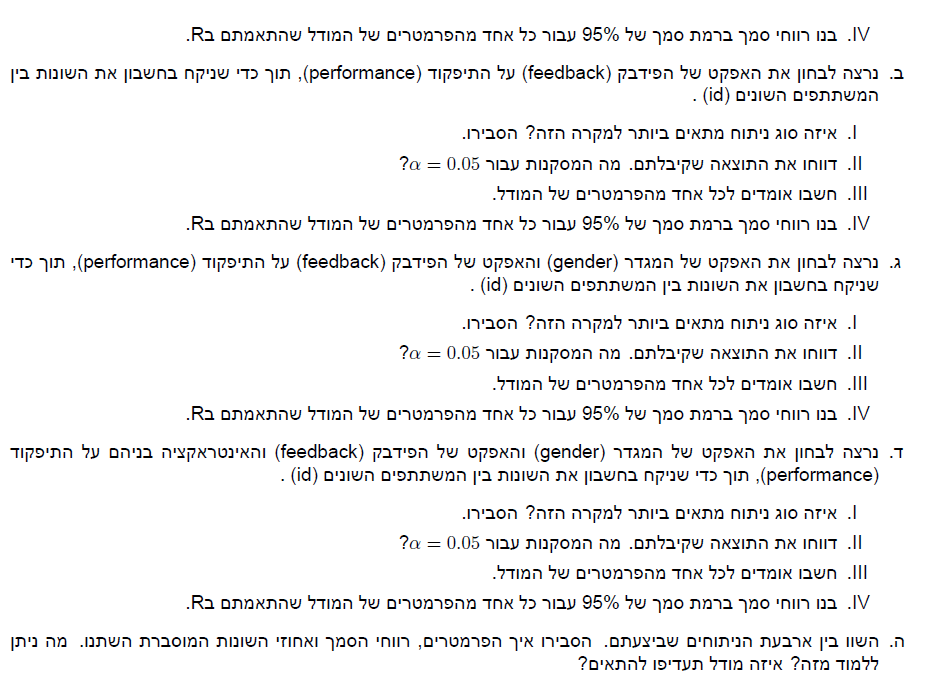 IV. בנו רווחי סמך ברמת סמך של 95% עבור כל אחד מהפרמטרים של המודל שהתאמתם בR.
ב. נרצה לבחון את האפקט של הפידבק (feedback) על התיפקוד (performance), תוך כדי שניקח בחשבון את השונות בין
המשתתפים השונים (id) .
I. איזה סוג ניתוח מתאים ביותר למקרה הזה? הסבירו.
II. דווחו את התוצאה שקיבלתם. מה המסקנות עבור α = 0.05?
III. חשבו אומדים לכל אחד מהפרמטרים של המודל.
IV. בנו רווחי סמך ברמת סמך של 95% עבור כל אחד מהפרמטרים של המודל שהתאמתם בR.
ג. נרצה לבחון את האפקט של המגדר (gender) והאפקט של הפידבק (feedback) על התיפקוד (performance), תוך כדי
שניקח בחשבון את השונות בין המשתתפים השונים (id) .
I. איזה סוג ניתוח מתאים ביותר למקרה הזה? הסבירו.
II. דווחו את התוצאה שקיבלתם. מה המסקנות עבור α = 0.05?
III. חשבו אומדים לכל אחד מהפרמטרים של המודל.
IV. בנו רווחי סמך ברמת סמך של 95% עבור כל אחד מהפרמטרים של המודל שהתאמתם בR.
ד. נרצה לבחון את האפקט של המגדר (gender) והאפקט של הפידבק (feedback) והאינטראקציה בניהם על התיפקוד
(performance), תוך כדי שניקח בחשבון את השונות בין המשתתפים השונים (id) .
I. איזה סוג ניתוח מתאים ביותר למקרה הזה? הסבירו.
II. דווחו את התוצאה שקיבלתם. מה המסקנות עבור α = 0.05?
III. חשבו אומדים לכל אחד מהפרמטרים של המודל.
IV. בנו רווחי סמך ברמת סמך של 95% עבור כל אחד מהפרמטרים של המודל שהתאמתם בR.
ה. השוו בין ארבעת הניתוחים שביצעתם. הסבירו איך הפרמטרים, רווחי הסמך ואחוזי השונות המוסברת השתנו. מה ניתן
ללמוד מזה? איזה מודל תעדיפו להתאים?